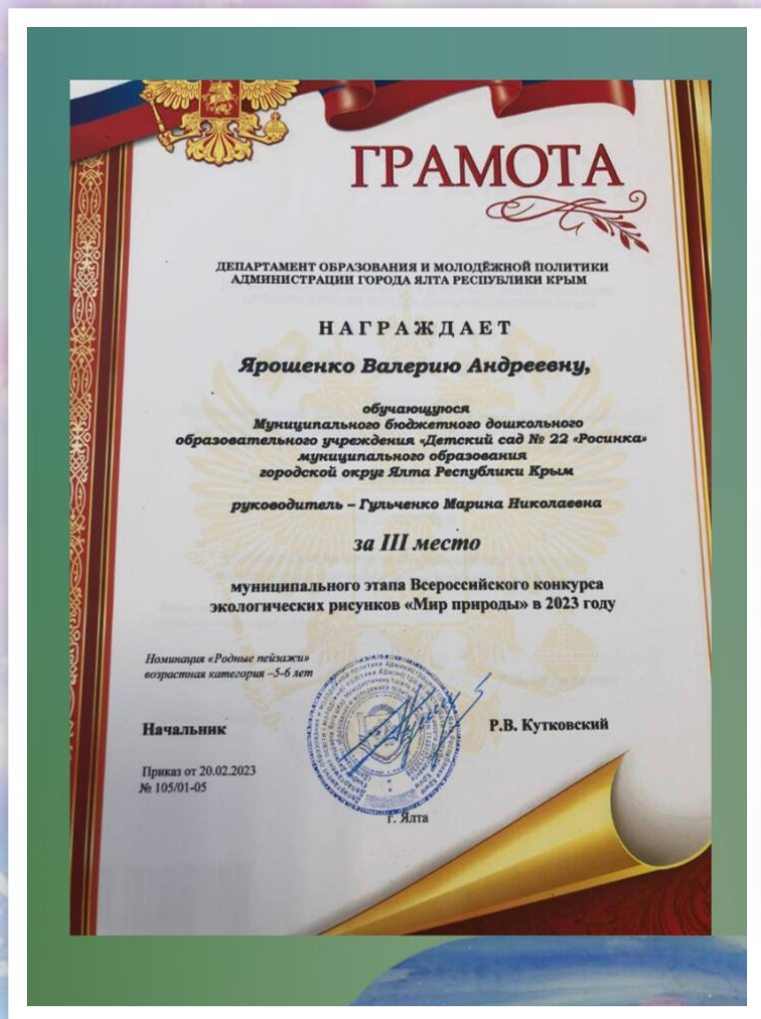 ГРАМОТА
ДЕПАРТАМЕНТ ОБРАЗОВАНИЯ И МОЛОДЁЖНОЙ ПОЛИТИКИ
АДМИНИСТРАЦИИ ГОРОДА ЯЛТА РЕСПУБЛИКИ КРЫМ
НАГРАЖДАЕТ
Ярошенко Валерию Андреевну,
обучающуюся
Муниципального бюджетного дошкольного
образовательного учреждения «Детский сад № 22 «Росинка»
муниципального образования
городской округ Ялта Республики Крым
руководитель – Гульченко Марина Николаевна
за III место
муниципального этапа Всероссийского конкурса
экологических рисунков «Мир природы» в 2023 году
Номинация «Родные пейзажи»
возрастная категория –5-6 лет
Начальник
Р.В. Кутковский
Приказ от 20.02.2023
№ 105/01-05
г. Ялта